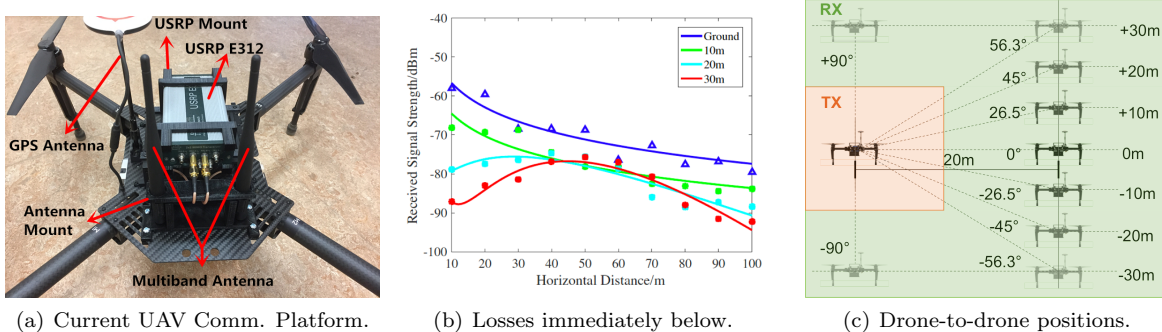 USRP Mount
USRP E312
USRP E
GPS Antenna
Antenna
Mount
Multiband Antenna
(a) Current UAV Comm. Platform.
Received Signal Strength/dBm
-40
-50
-60
-70
-80
-90
-100
10 20 30 40 50 60 70 80 90 100
Horizontal Distance/m
Ground
10m
20m
30m
(b) Losses immediately below.
RX
TX
+90°
-90°
56.3°
45°
26.5°
0°
-26.5°
-45°
-56.3°
20m
+30m
+20m
+10m
0m
-10m
-20m
-30m
(c) Drone-to-drone positions.